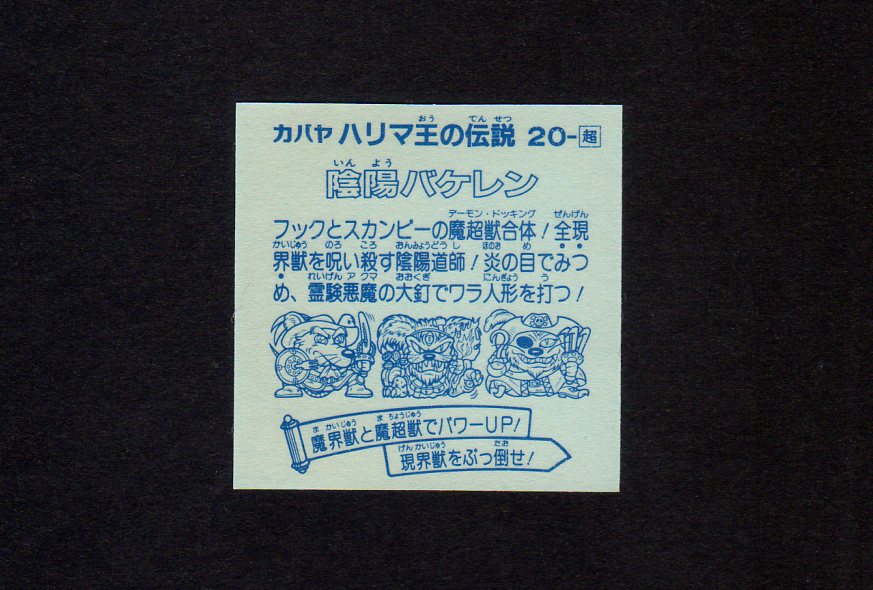 カバヤ ハリマ王の伝説 20-超
陰陽バケレン
フックとスカンピーの魔超獣合体！全現
界獣を呪い殺す陰陽道師！炎の目でみつ
め、霊験悪魔の大釘でワラ人形を打つ！
魔界獣と魔超獣でパワーUP！
現界獣をぶっ倒せ！